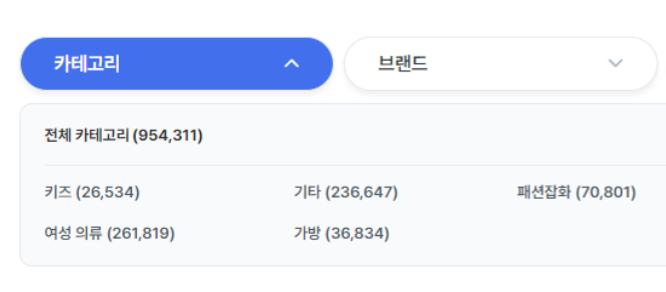 카테고리 브랜드
전체 카테고리 (954,311)
키즈 (26,534) 기타 (236,647) 패션잡화 (70,801)
여성 의류 (261,819) 가방 (36,834)